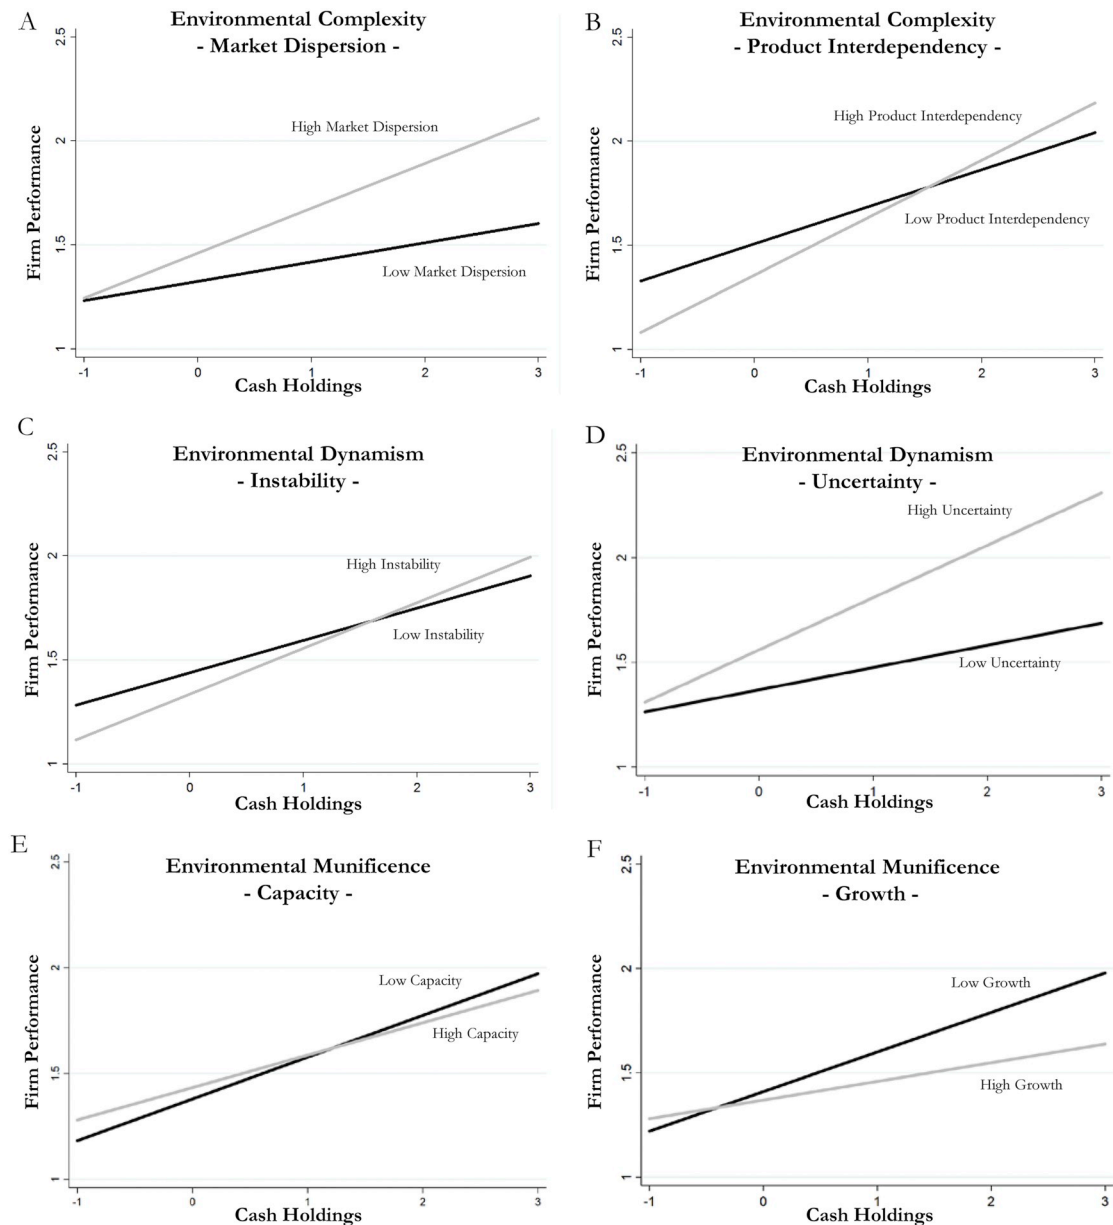 A
Environmental Complexity
- Market Dispersion -
Firm Performance
2.5
2
1.5
1
High Market Dispersion
Low Market Dispersion
-1 0 1 2 3
Cash Holdings
B
Environmental Complexity
- Product Interdependency -
Firm Performance
2.5
2
1.5
1
High Product Interdependency
Low Product Interdependency
-1 0 1 2 3
Cash Holdings
C
Environmental Dynamism
- Instability -
Firm Performance
2.5
2
1.5
1
High Instability
Low Instability
-1 0 1 2 3
Cash Holdings
D
Environmental Dynamism
- Uncertainty -
Firm Performance
2.5
2
1.5
1
High Uncertainty
Low Uncertainty
-1 0 1 2 3
Cash Holdings
E
Environmental Munificence
- Capacity -
Firm Performance
2.5
2
1.5
1
Low Capacity
High Capacity
-1 0 1 2 3
Cash Holdings
F
Environmental Munificence
- Growth -
Firm Performance
2.5
2
1.5
1
Low Growth
High Growth
-1 0 1 2 3
Cash Holdings